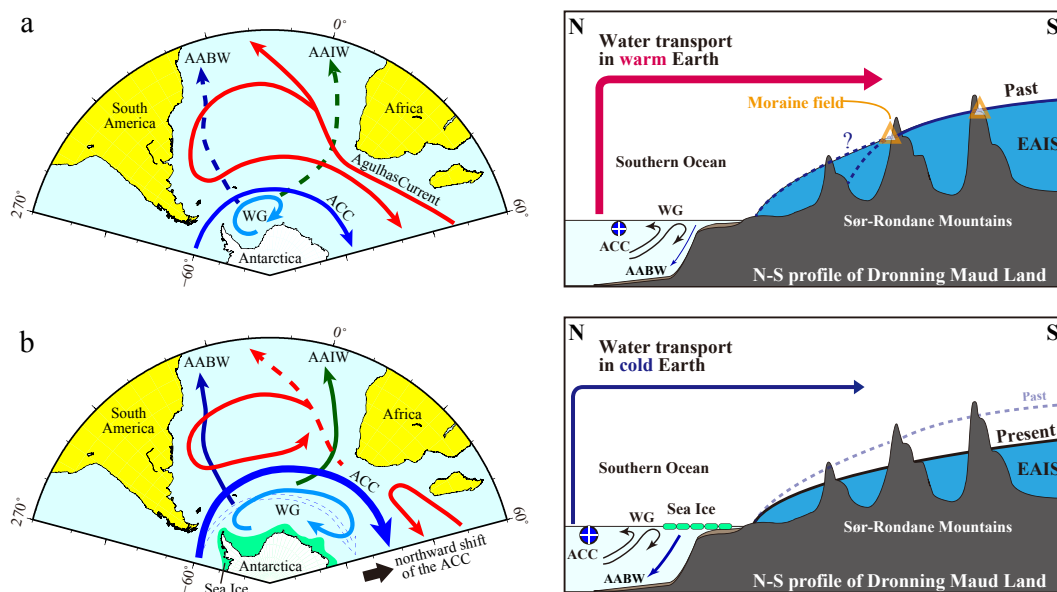 a
0°
AABW
AAIW
South
America
Africa
AgulhasCurrent
ACC
WG
Antarctica
270°
−60°
60°
N
S
Water transport
in warm Earth
Moraine field
Past
?
EAIS
Southern Ocean
WG
ACC
AABW
Sør-Rondane Mountains
N-S profile of Dronning Maud Land
b
0°
AABW
AAIW
South
America
Africa
ACC
WG
Antarctica
270°
−60°
60°
Sea Ice
northward shift
of the ACC
N
S
Water transport
in cold Earth
Past
Present
EAIS
Southern Ocean
Sea Ice
WG
ACC
AABW
Sør-Rondane Mountains
N-S profile of Dronning Maud Land